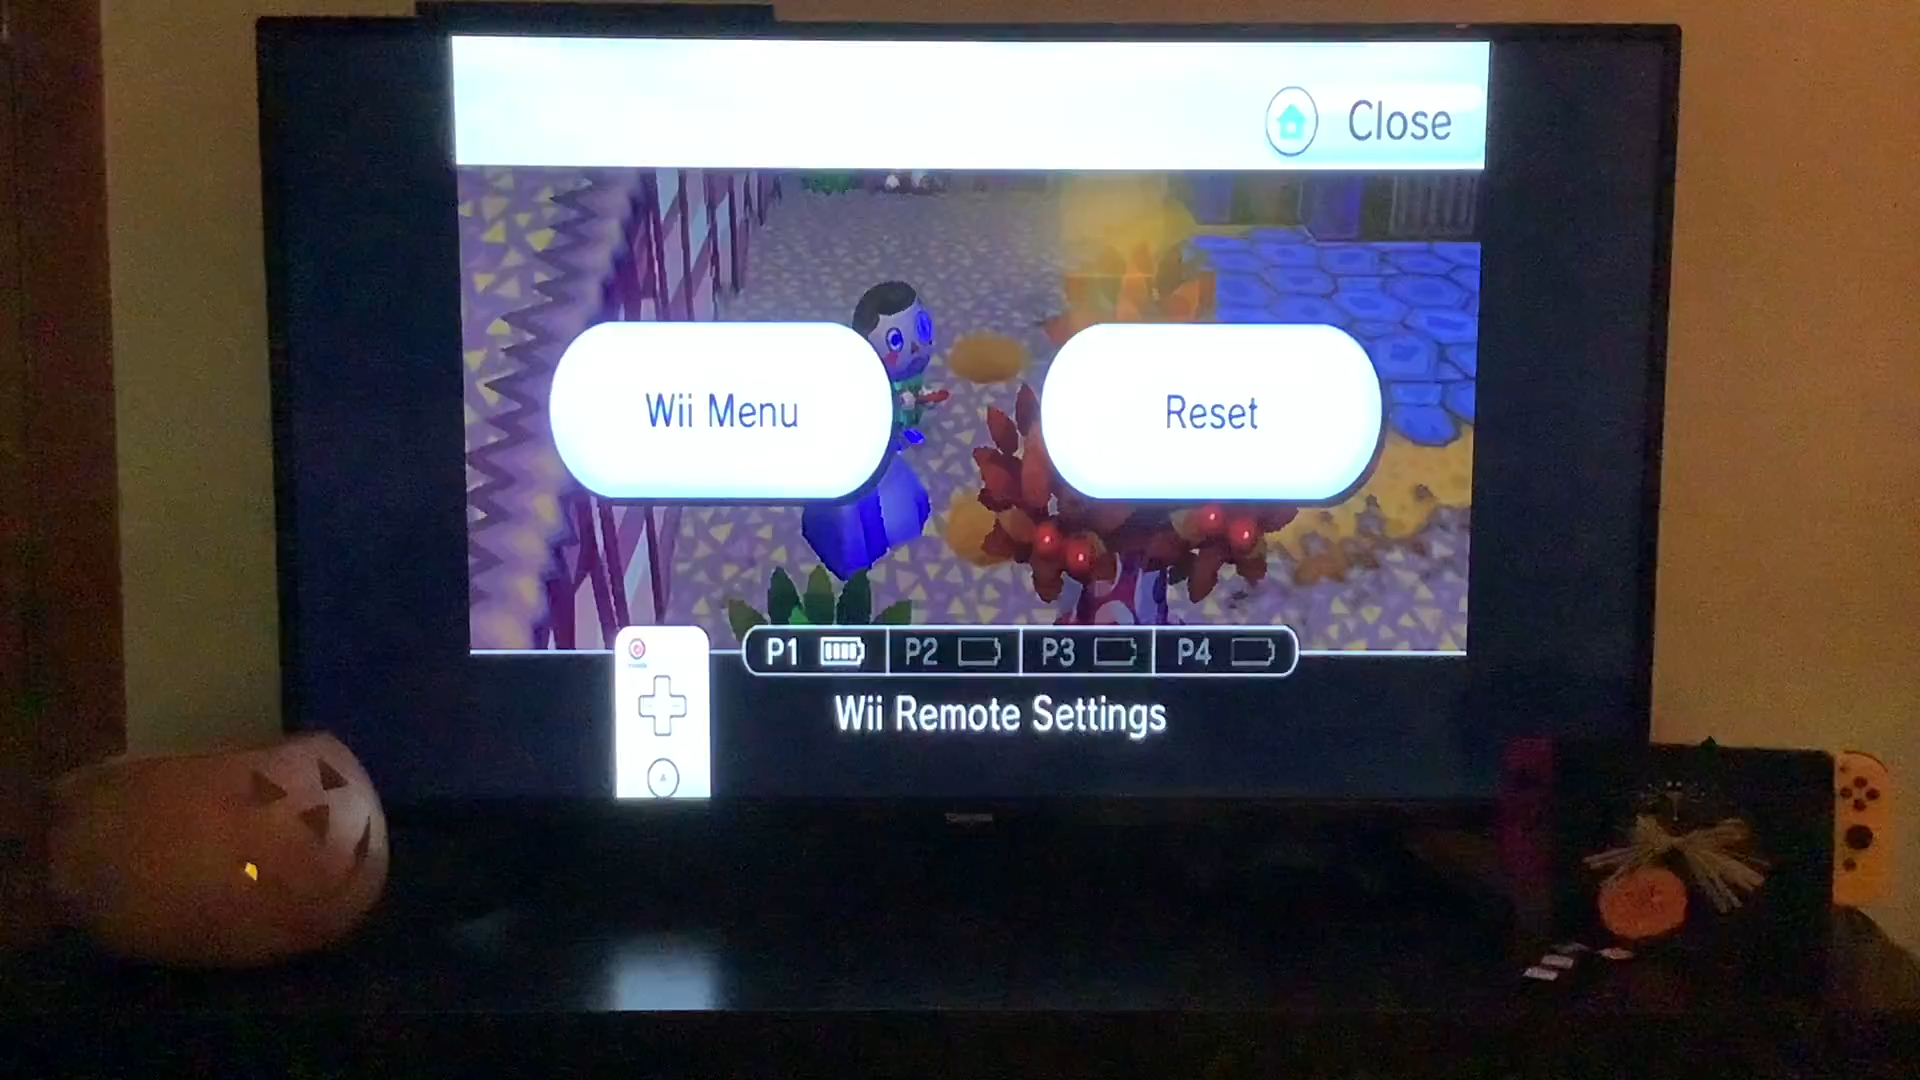 Close
Wii Menu
Reset
P1 P2 P3 P4
Wii Remote Settings